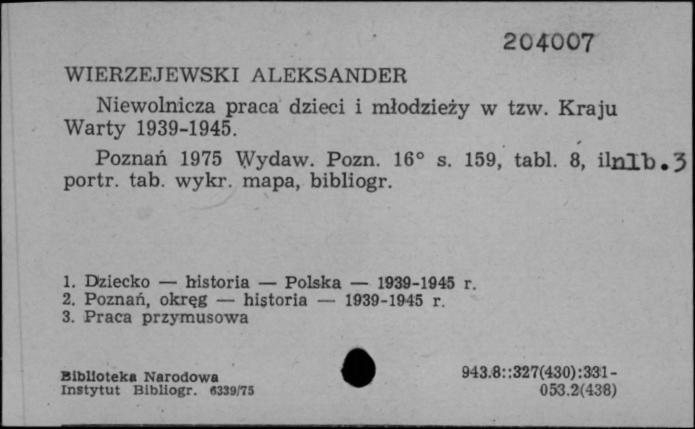 204007
WIERZEJEWSKI ALEKSANDER
Niewolnicza praca dzieci i młodzieży w tzw. Kraju
Warty 1939-1945.
Poznań 1975 Wydaw. Pozn. 16° s. 159, tabl. 8, ilnlb.3
portr. tab. wykr. mapa, bibliogr.
1. Dziecko — historia — Polska — 1939-1945 r.
2. Poznań, okręg — historia — 1939-1945 r.
3. Praca przymusowa
Biblioteka Narodowa
Instytut Bibliogr. 6339/75
943.8::327(430):331-
053.2(438)